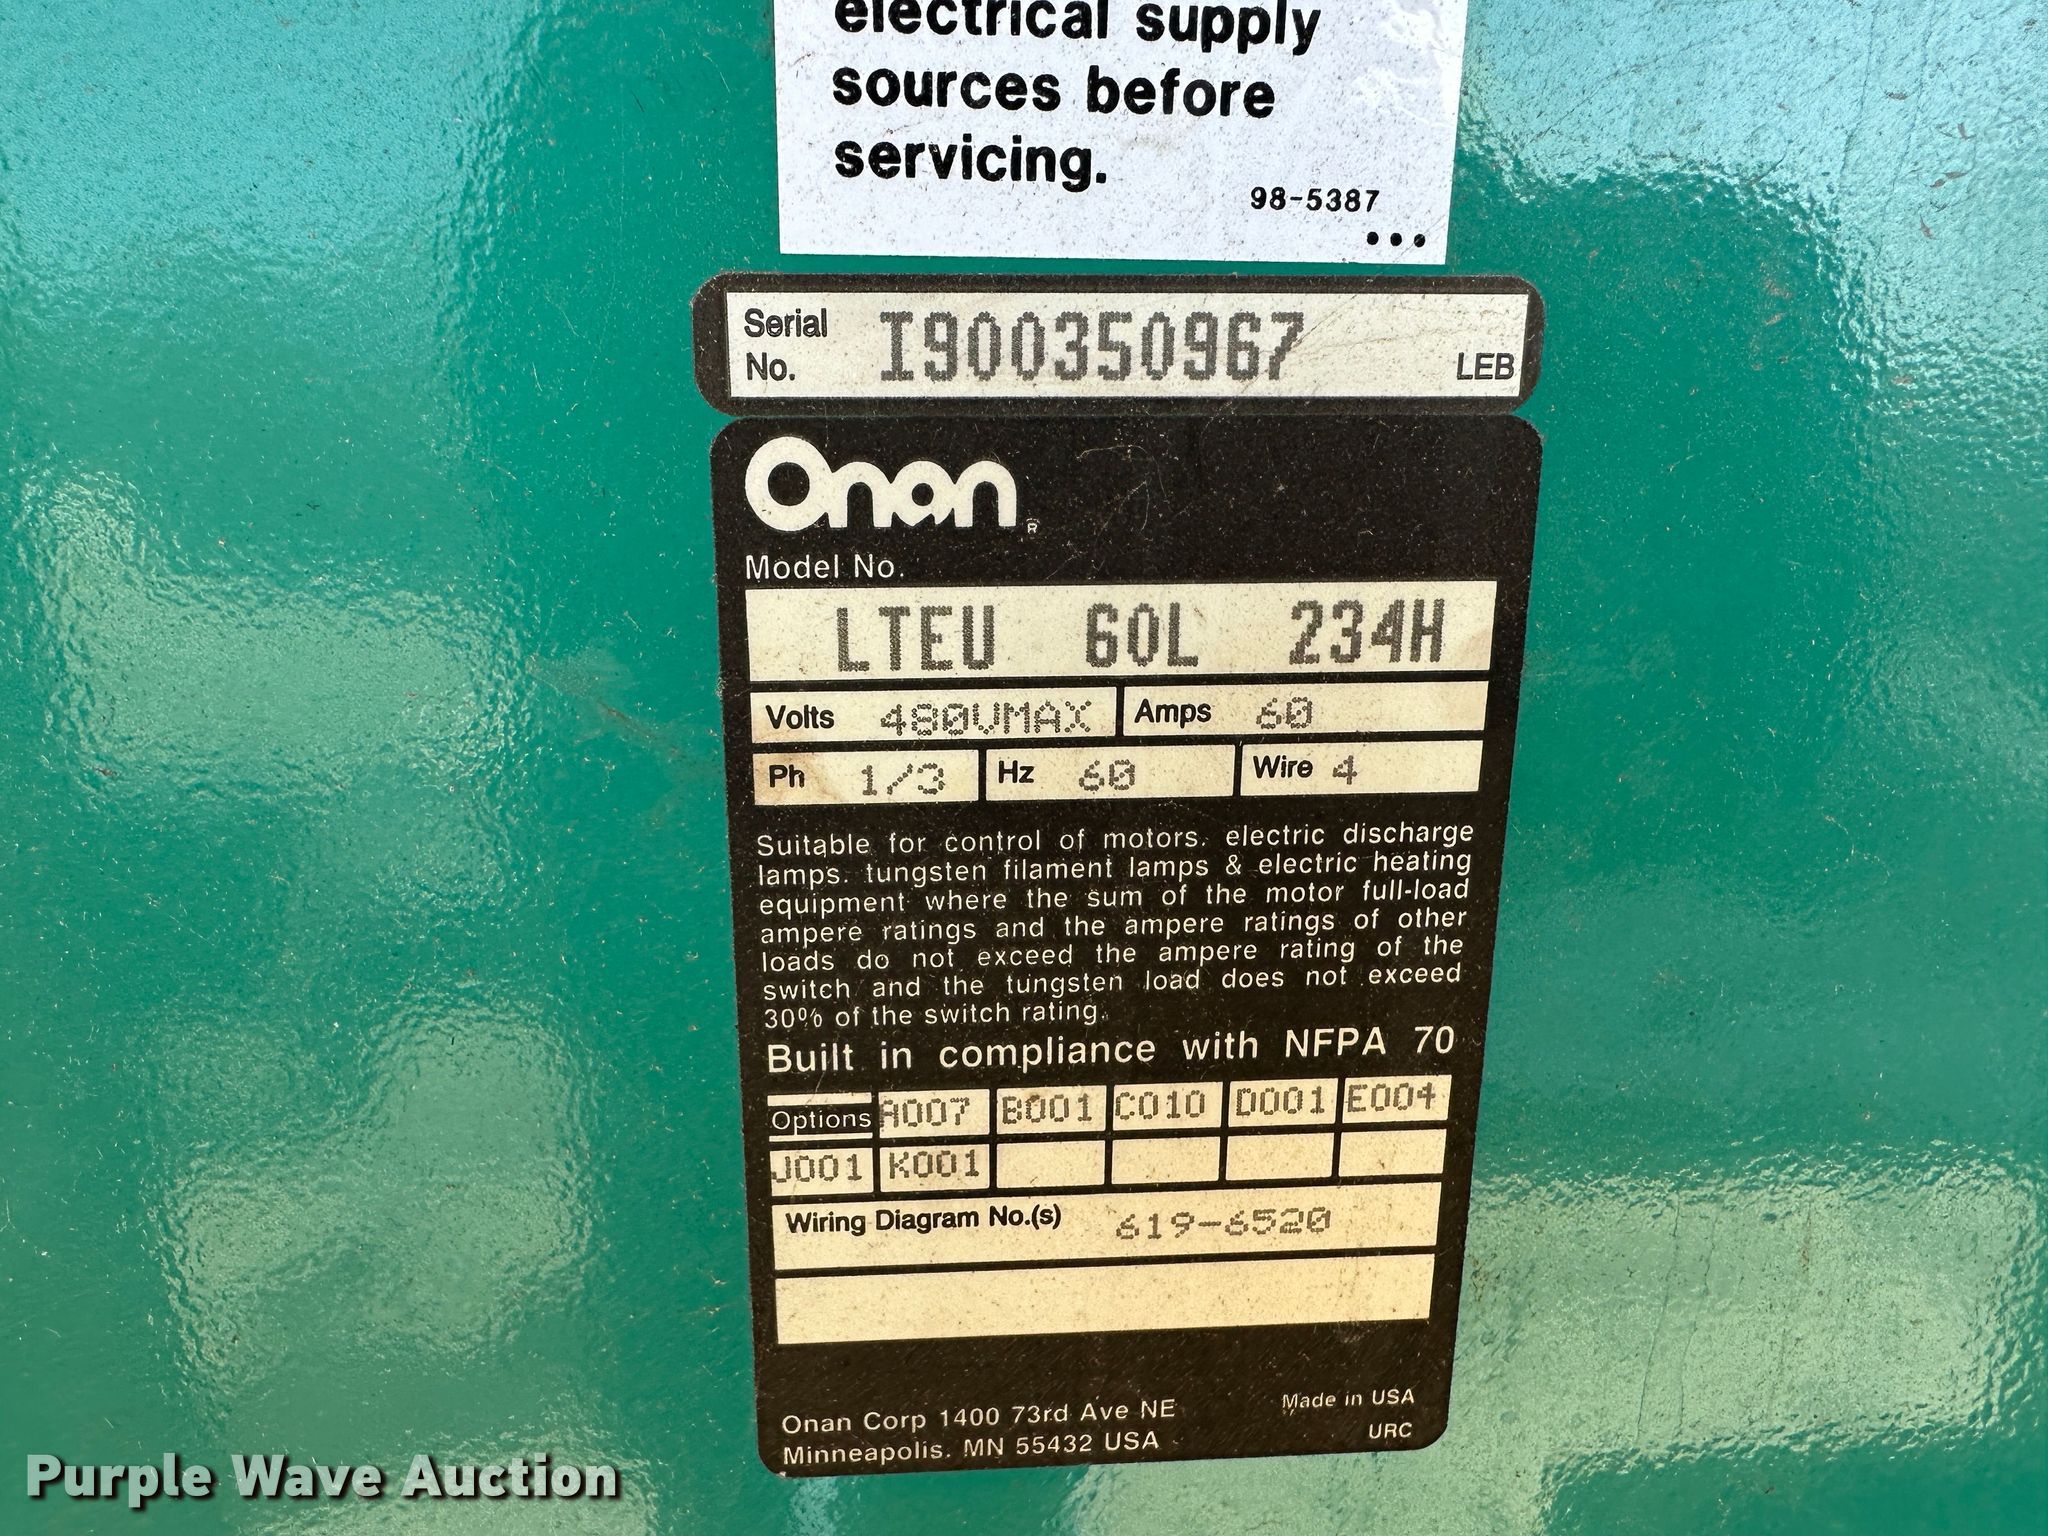 electrical supply
sources before
servicing.
98-5387
Serial No. I900350967 LEB
Onan ®
Model No.
LTEU 60L 234H
Volts 480VMAX Amps 60
Ph 1/3 Hz 60 Wire 4
Suitable for control of motors. electric discharge
lamps. tungsten filament lamps & electric heating
equipment where the sum of the motor full-load
ampere ratings and the ampere ratings of other
loads do not exceed the ampere rating of the
switch and the tungsten load does not exceed
30% of the switch rating.
Built in compliance with NFPA 70
Options A007 B001 C010 D001 E004
J001 K001
Wiring Diagram No.(s) 619-6520
Onan Corp 1400 73rd Ave NE Made in USA
Minneapolis. MN 55432 USA URC
Purple Wave Auction